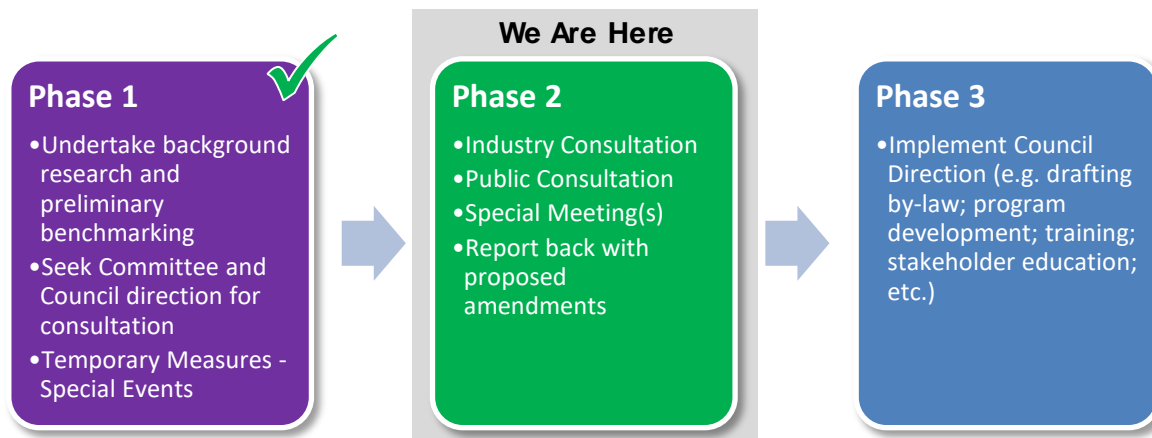 We Are Here
Phase 1
•Undertake background
research and
preliminary
benchmarking
•Seek Committee and
Council direction for
consultation
•Temporary Measures -
Special Events
Phase 2
•Industry Consultation
•Public Consultation
•Special Meeting(s)
•Report back with
proposed
amendments
Phase 3
•Implement Council
Direction (e.g. drafting
by-law; program
development; training;
stakeholder education;
etc.)